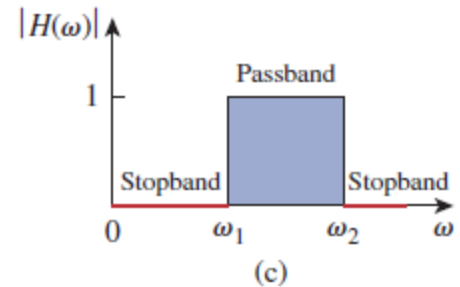 |H(ω)|
Passband
1
Stopband Stopband
0 ω₁ ω₂ ω
(c)